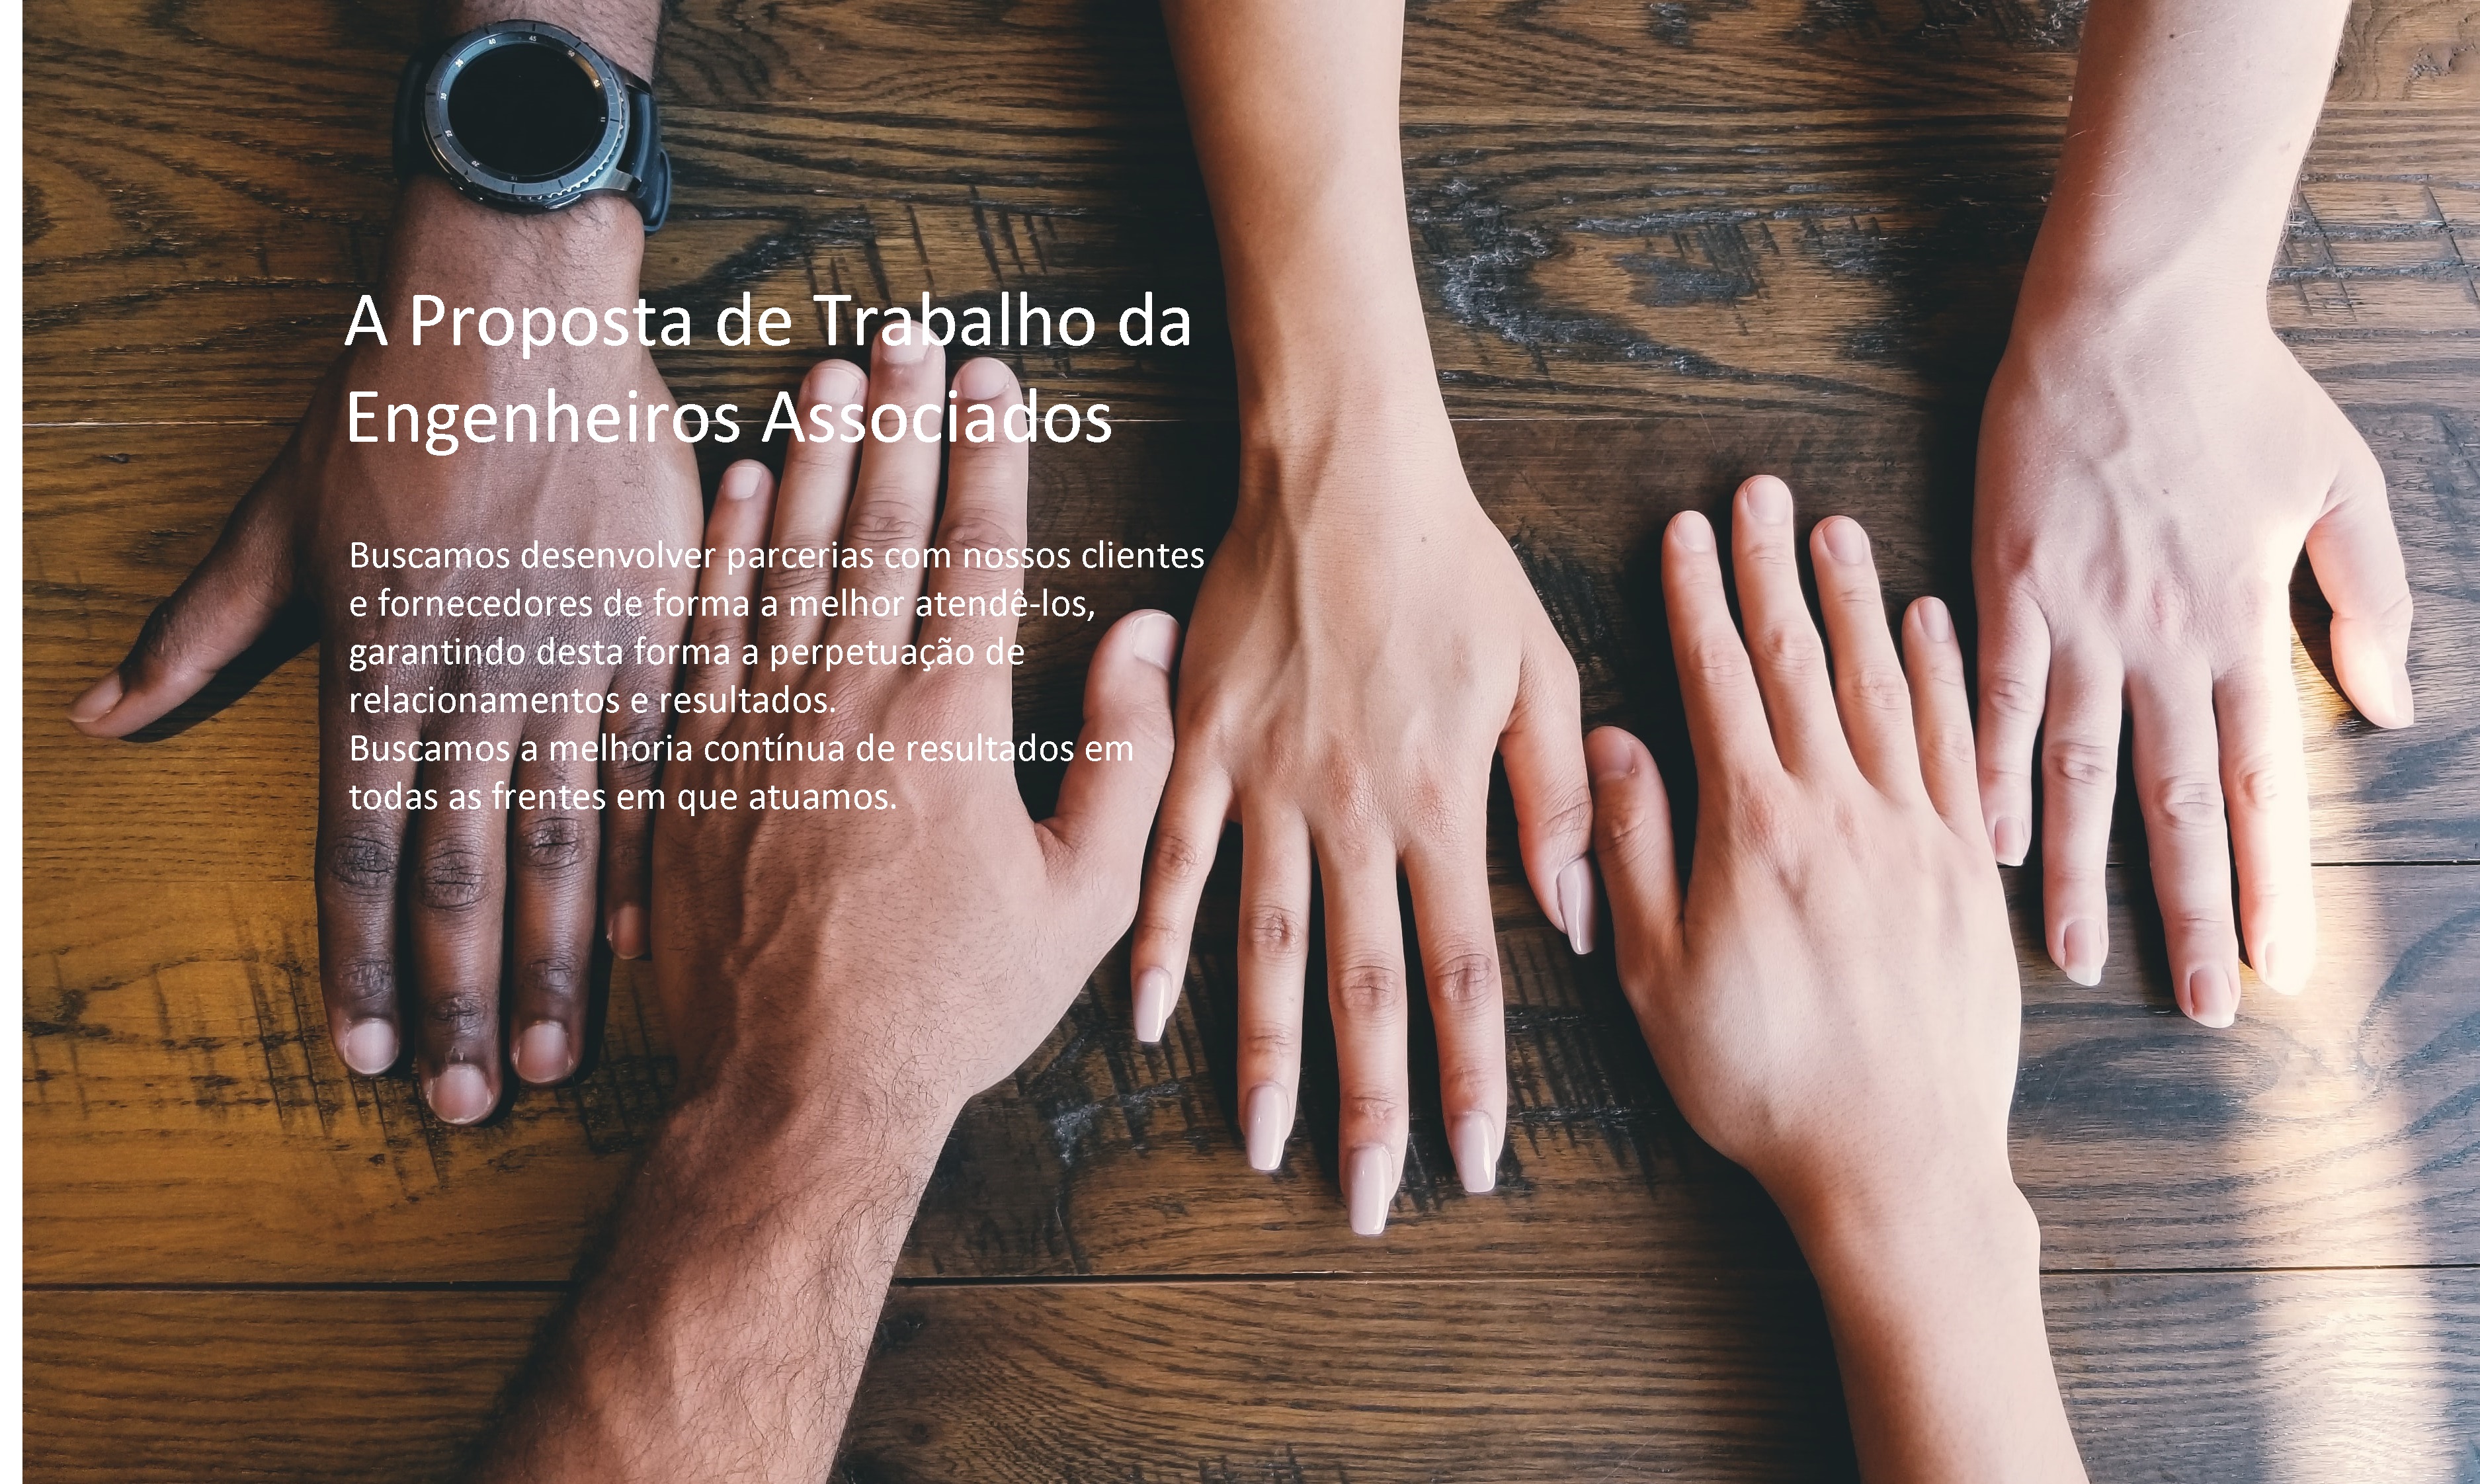 A Proposta de Trabalho da
Engenheiros Associados
Buscamos desenvolver parcerias com nossos clientes
e fornecedores de forma a melhor atendê-los,
garantindo desta forma a perpetuação de
relacionamentos e resultados.
Buscamos a melhoria contínua de resultados em
todas as frentes em que atuamos.